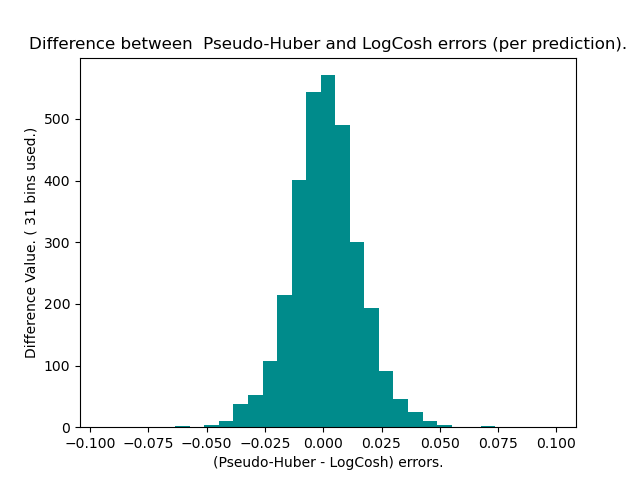 Difference between  Pseudo-Huber and LogCosh errors (per prediction).
Difference Value. ( 31 bins used.)
500
400
300
200
100
0
−0.100 −0.075 −0.050 −0.025 0.000 0.025 0.050 0.075 0.100
(Pseudo-Huber - LogCosh) errors.